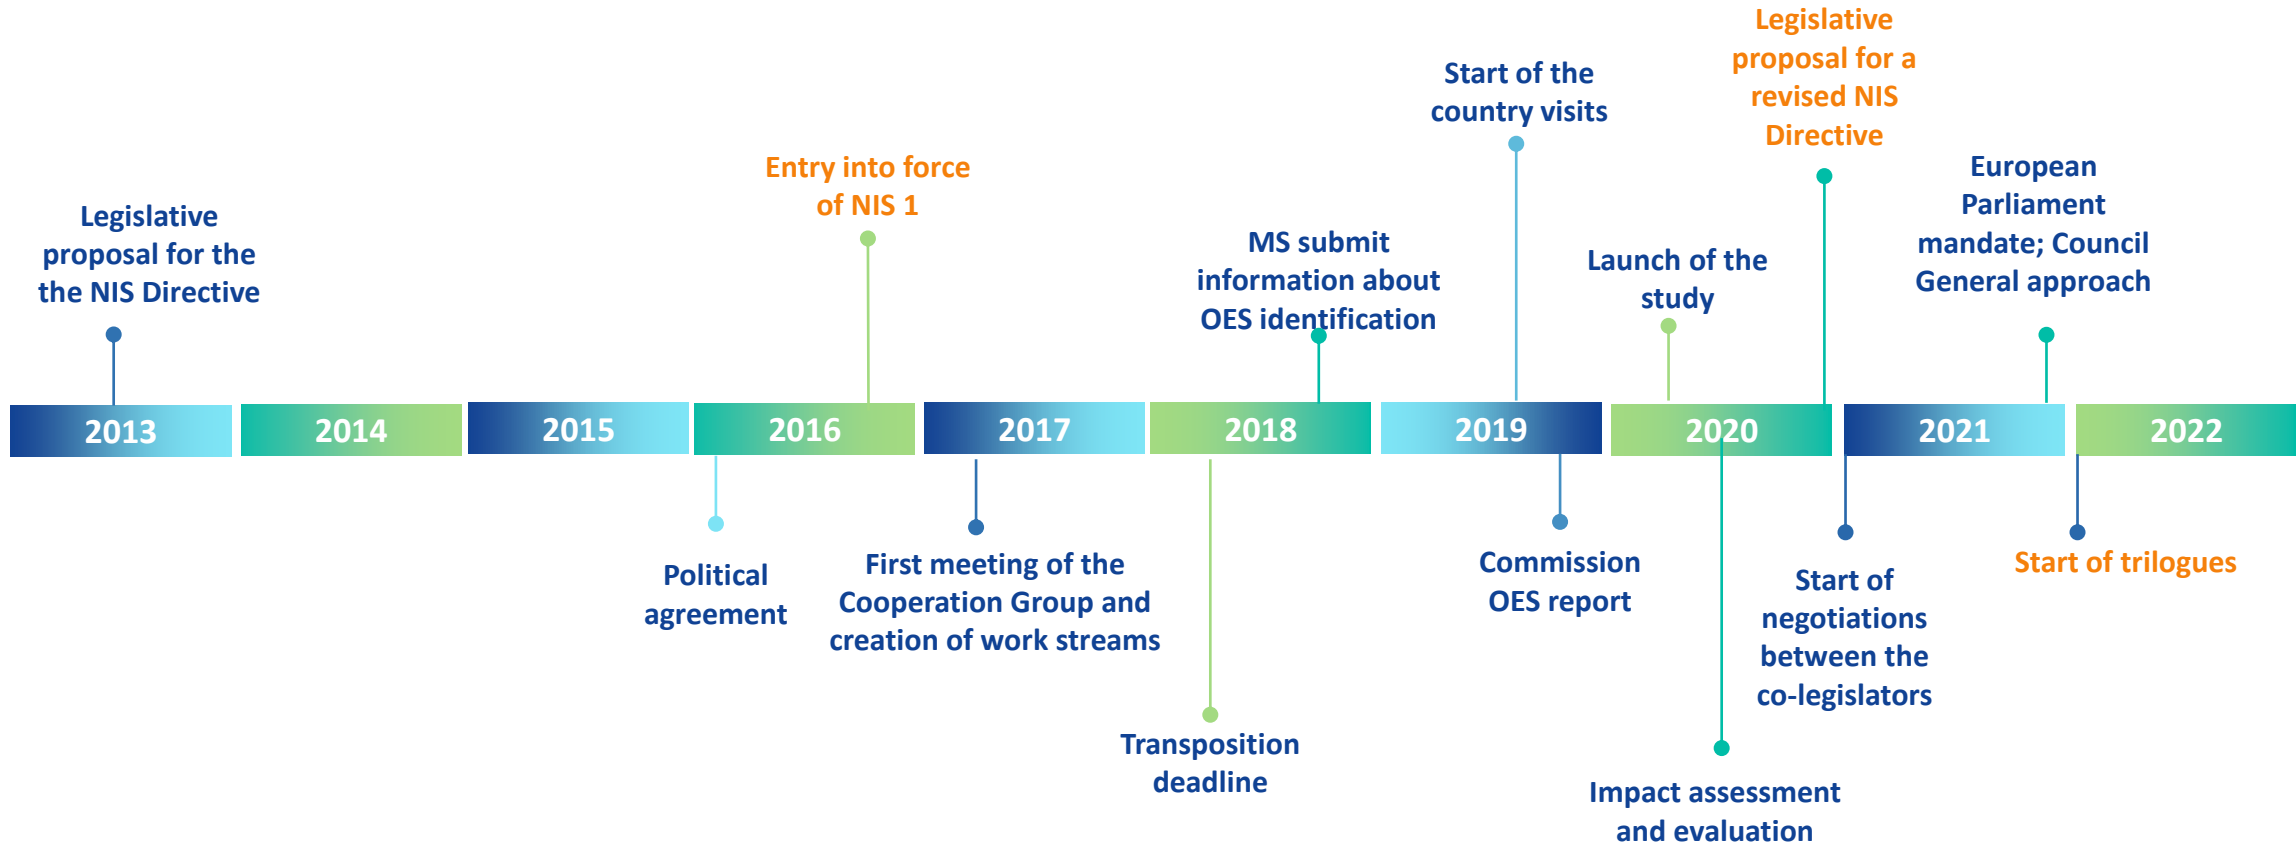 Legislative
proposal for the
the NIS Directive
Entry into force
of NIS 1
MS submit
information about
OES identification
Start of the
country visits
Launch of the
study
Legislative
proposal for a
revised NIS
Directive
European
Parliament
mandate; Council
General approach
2013
2014
2015
2016
2017
2018
2019
2020
2021
2022
Political
agreement
First meeting of the
Cooperation Group and
creation of work streams
Transposition
deadline
Commission
OES report
Impact assessment
and evaluation
Start of
negotiations
between the
co-legislators
Start of trilogues